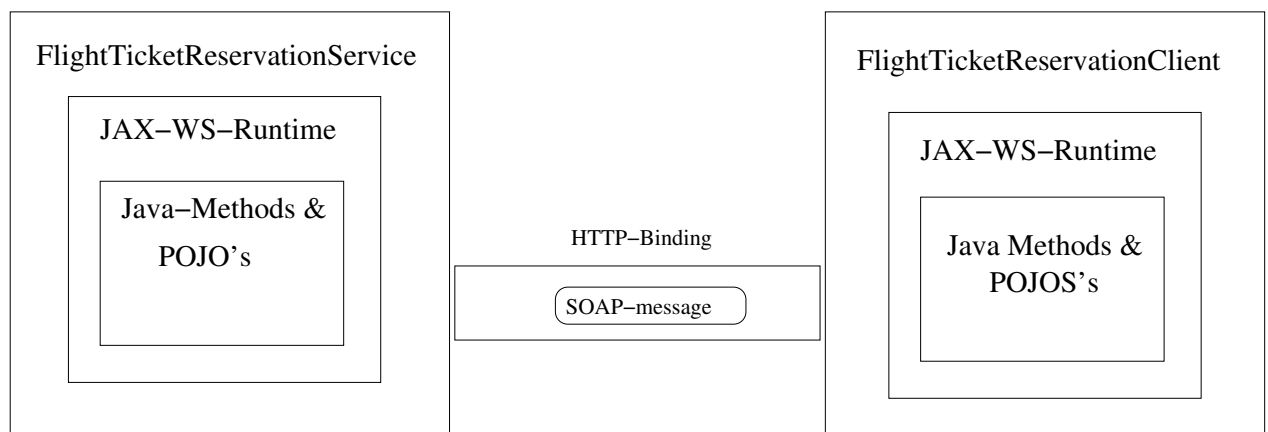 FlightTicketReservationService
JAX−WS−Runtime
Java−Methods &
POJO’s
HTTP−Binding
SOAP−message
FlightTicketReservationClient
JAX−WS−Runtime
Java Methods &
POJOS’s